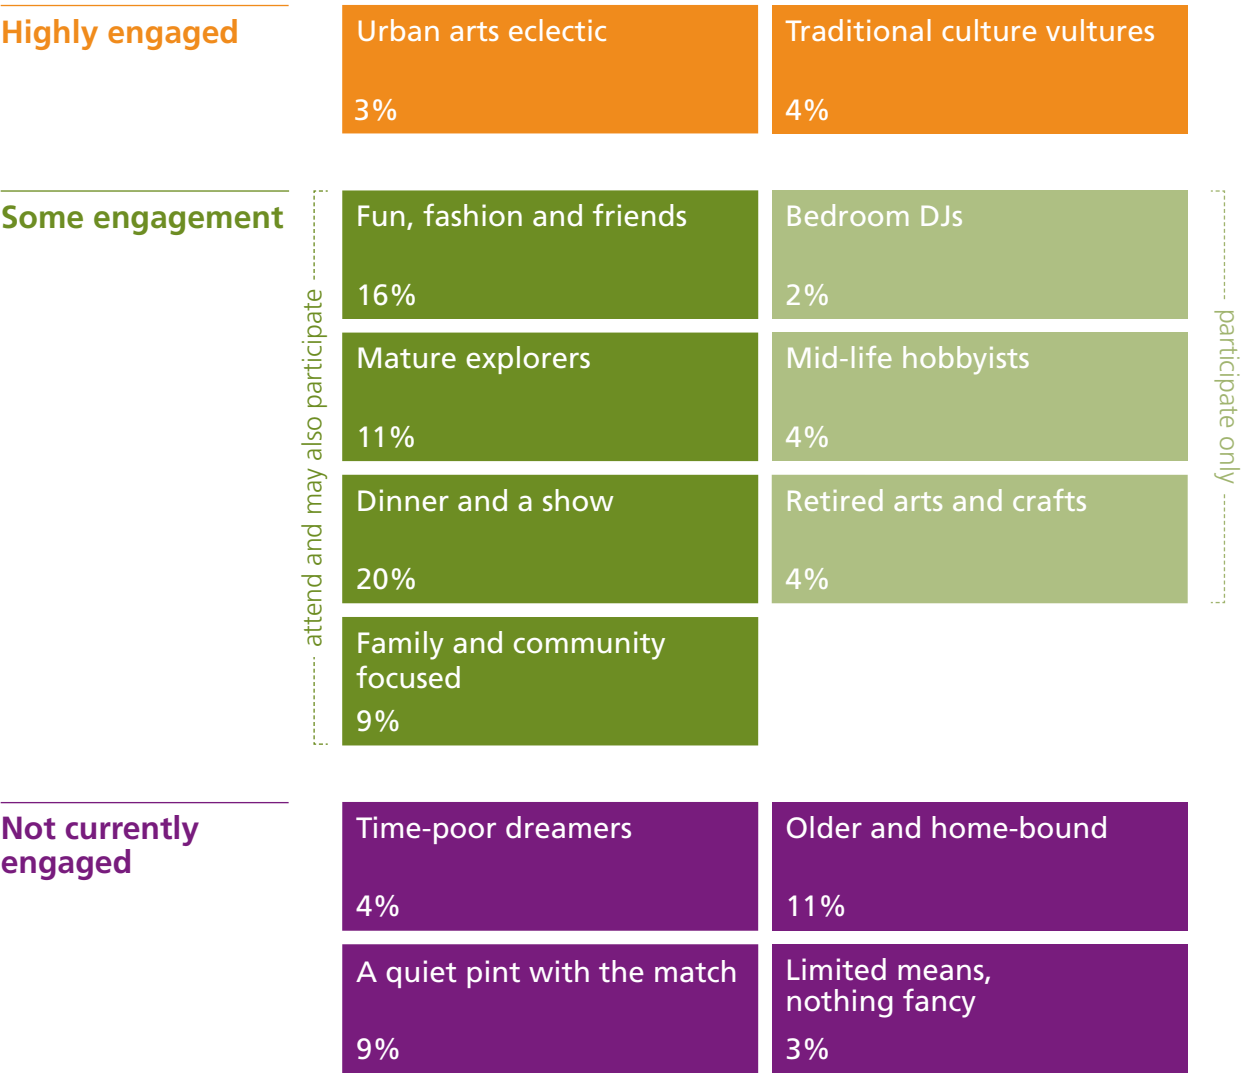 Highly engaged
Urban arts eclectic
3%
Traditional culture vultures
4%
Some engagement
attend and may also participate
Fun, fashion and friends
16%
Bedroom DJs
2%
Mature explorers
11%
Mid-life hobbyists
4%
Dinner and a show
20%
Retired arts and crafts
4%
Family and community
focused
9%
participate only
Not currently
engaged
Time-poor dreamers
4%
Older and home-bound
11%
A quiet pint with the match
9%
Limited means,
nothing fancy
3%